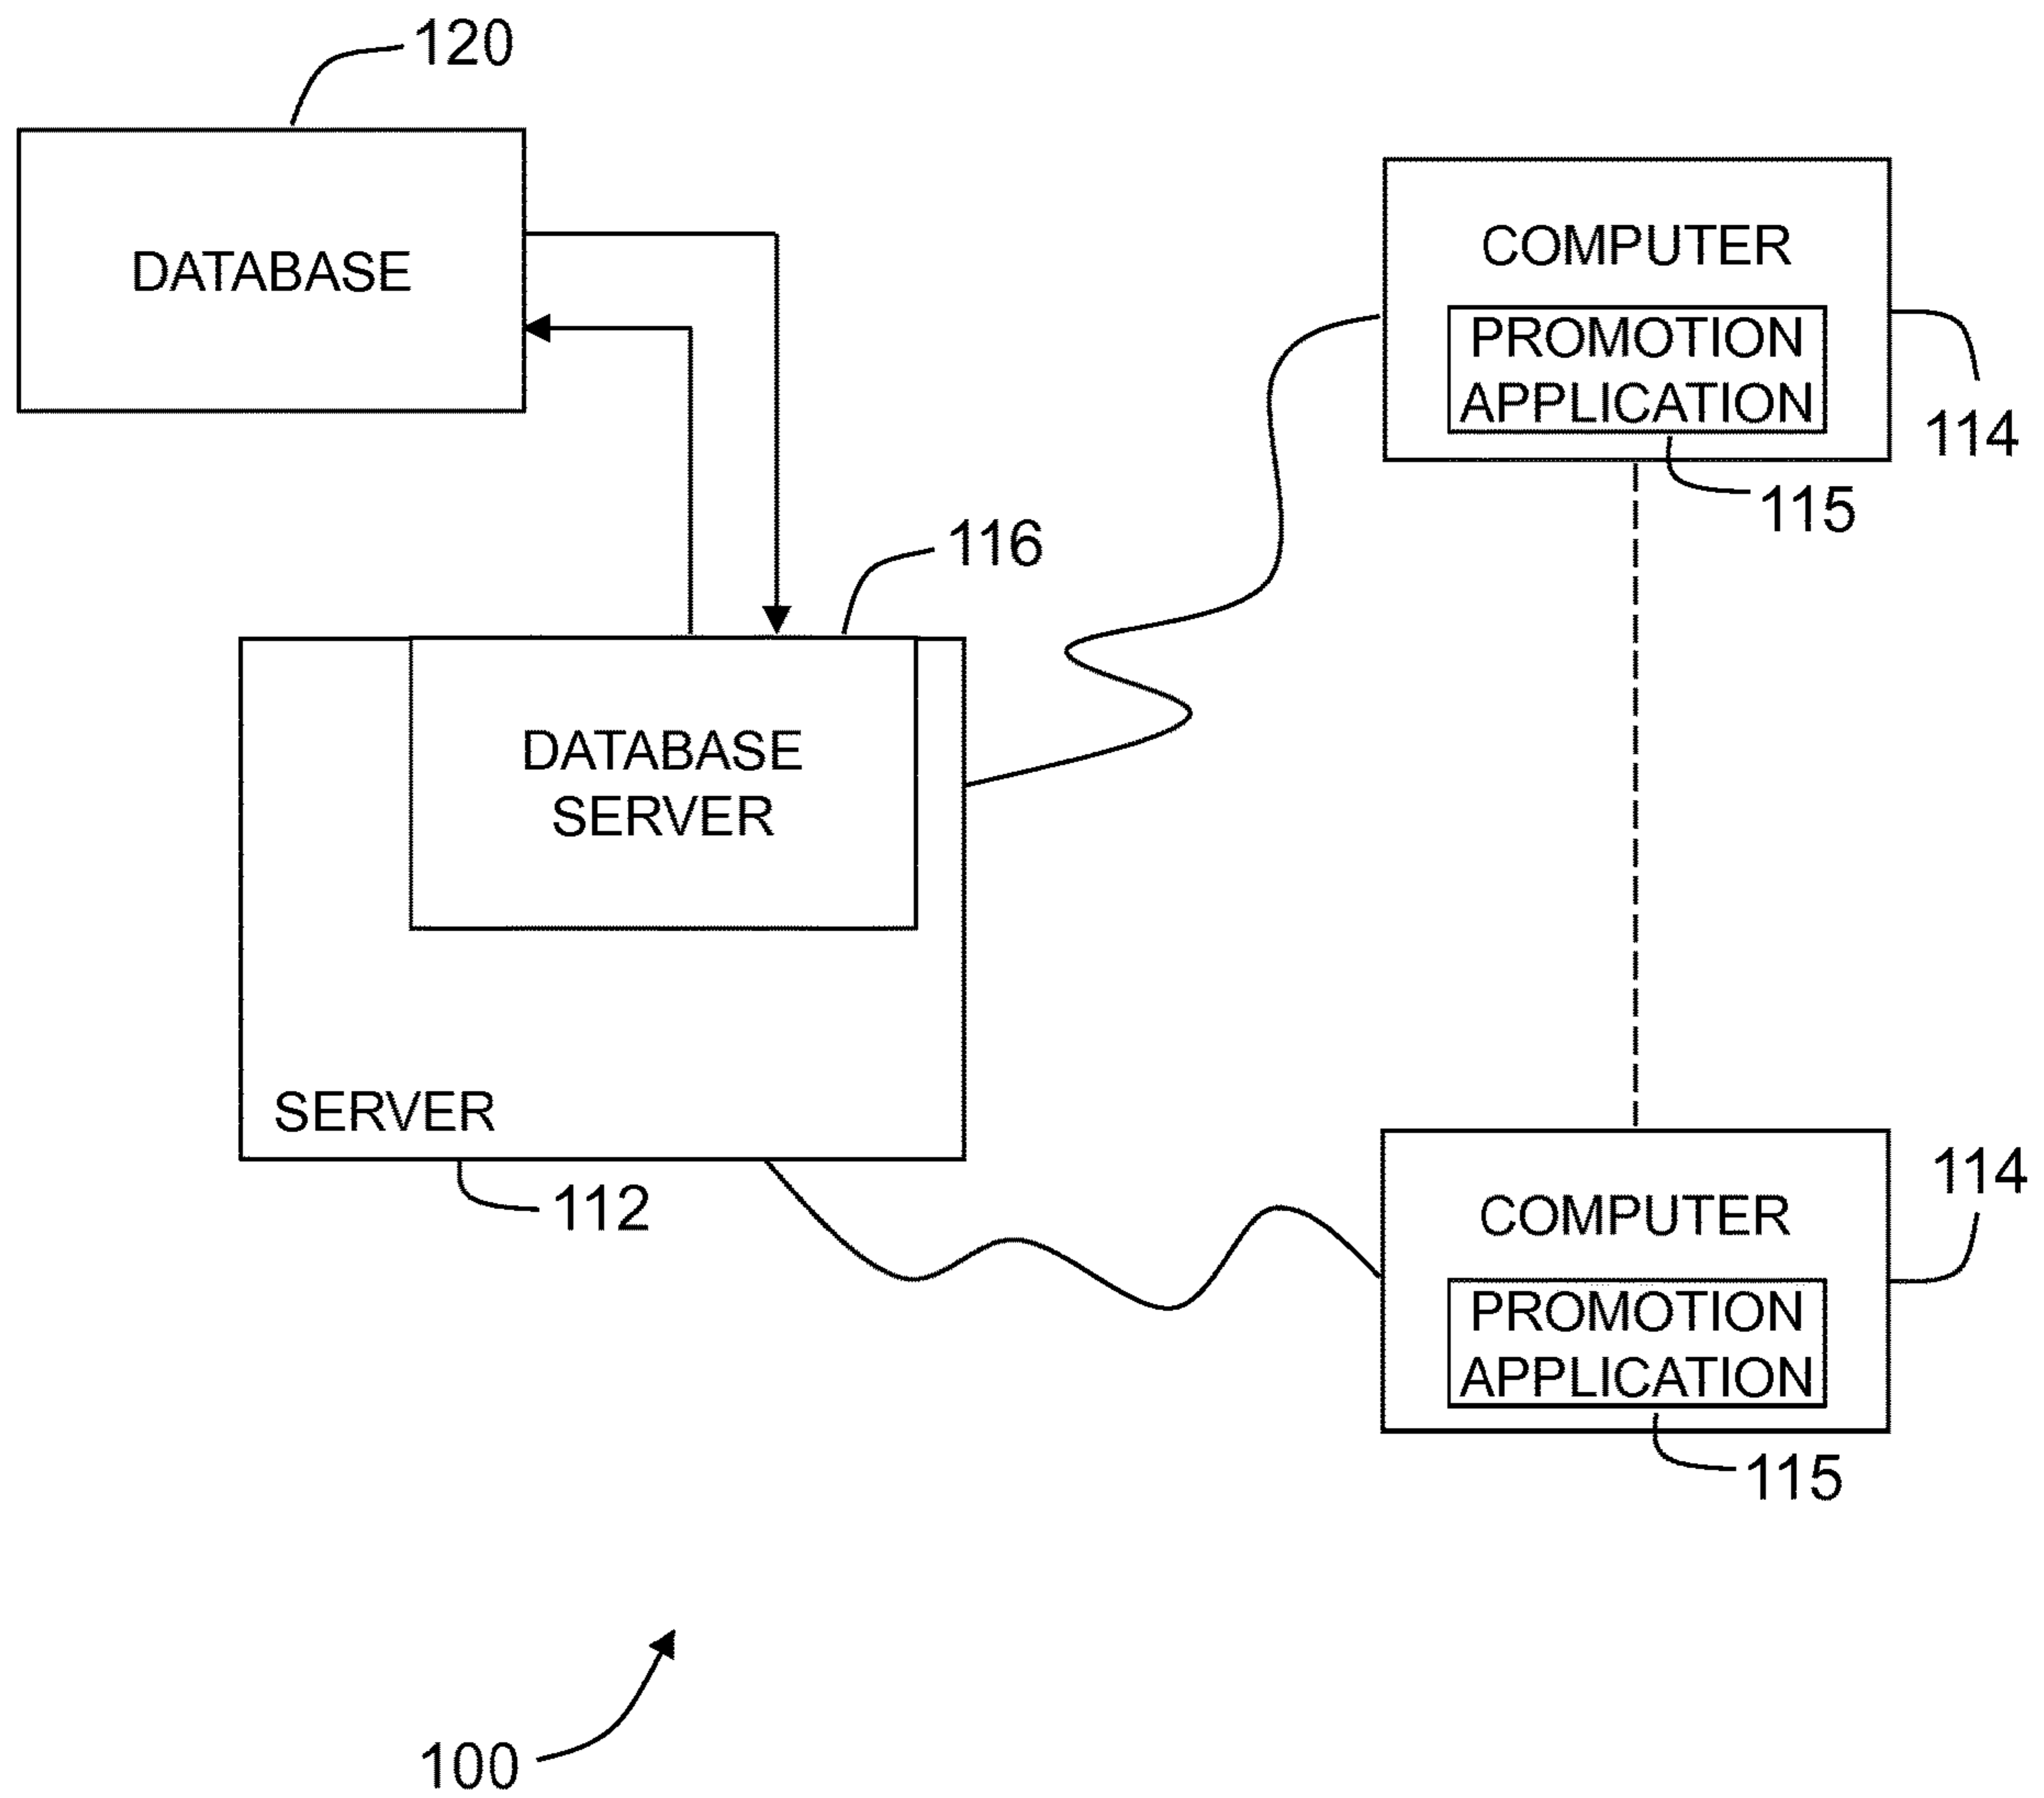 120
DATABASE
COMPUTER
PROMOTION
APPLICATION
114
115
116
DATABASE
SERVER
SERVER
112
114
COMPUTER
PROMOTION
APPLICATION
115
100